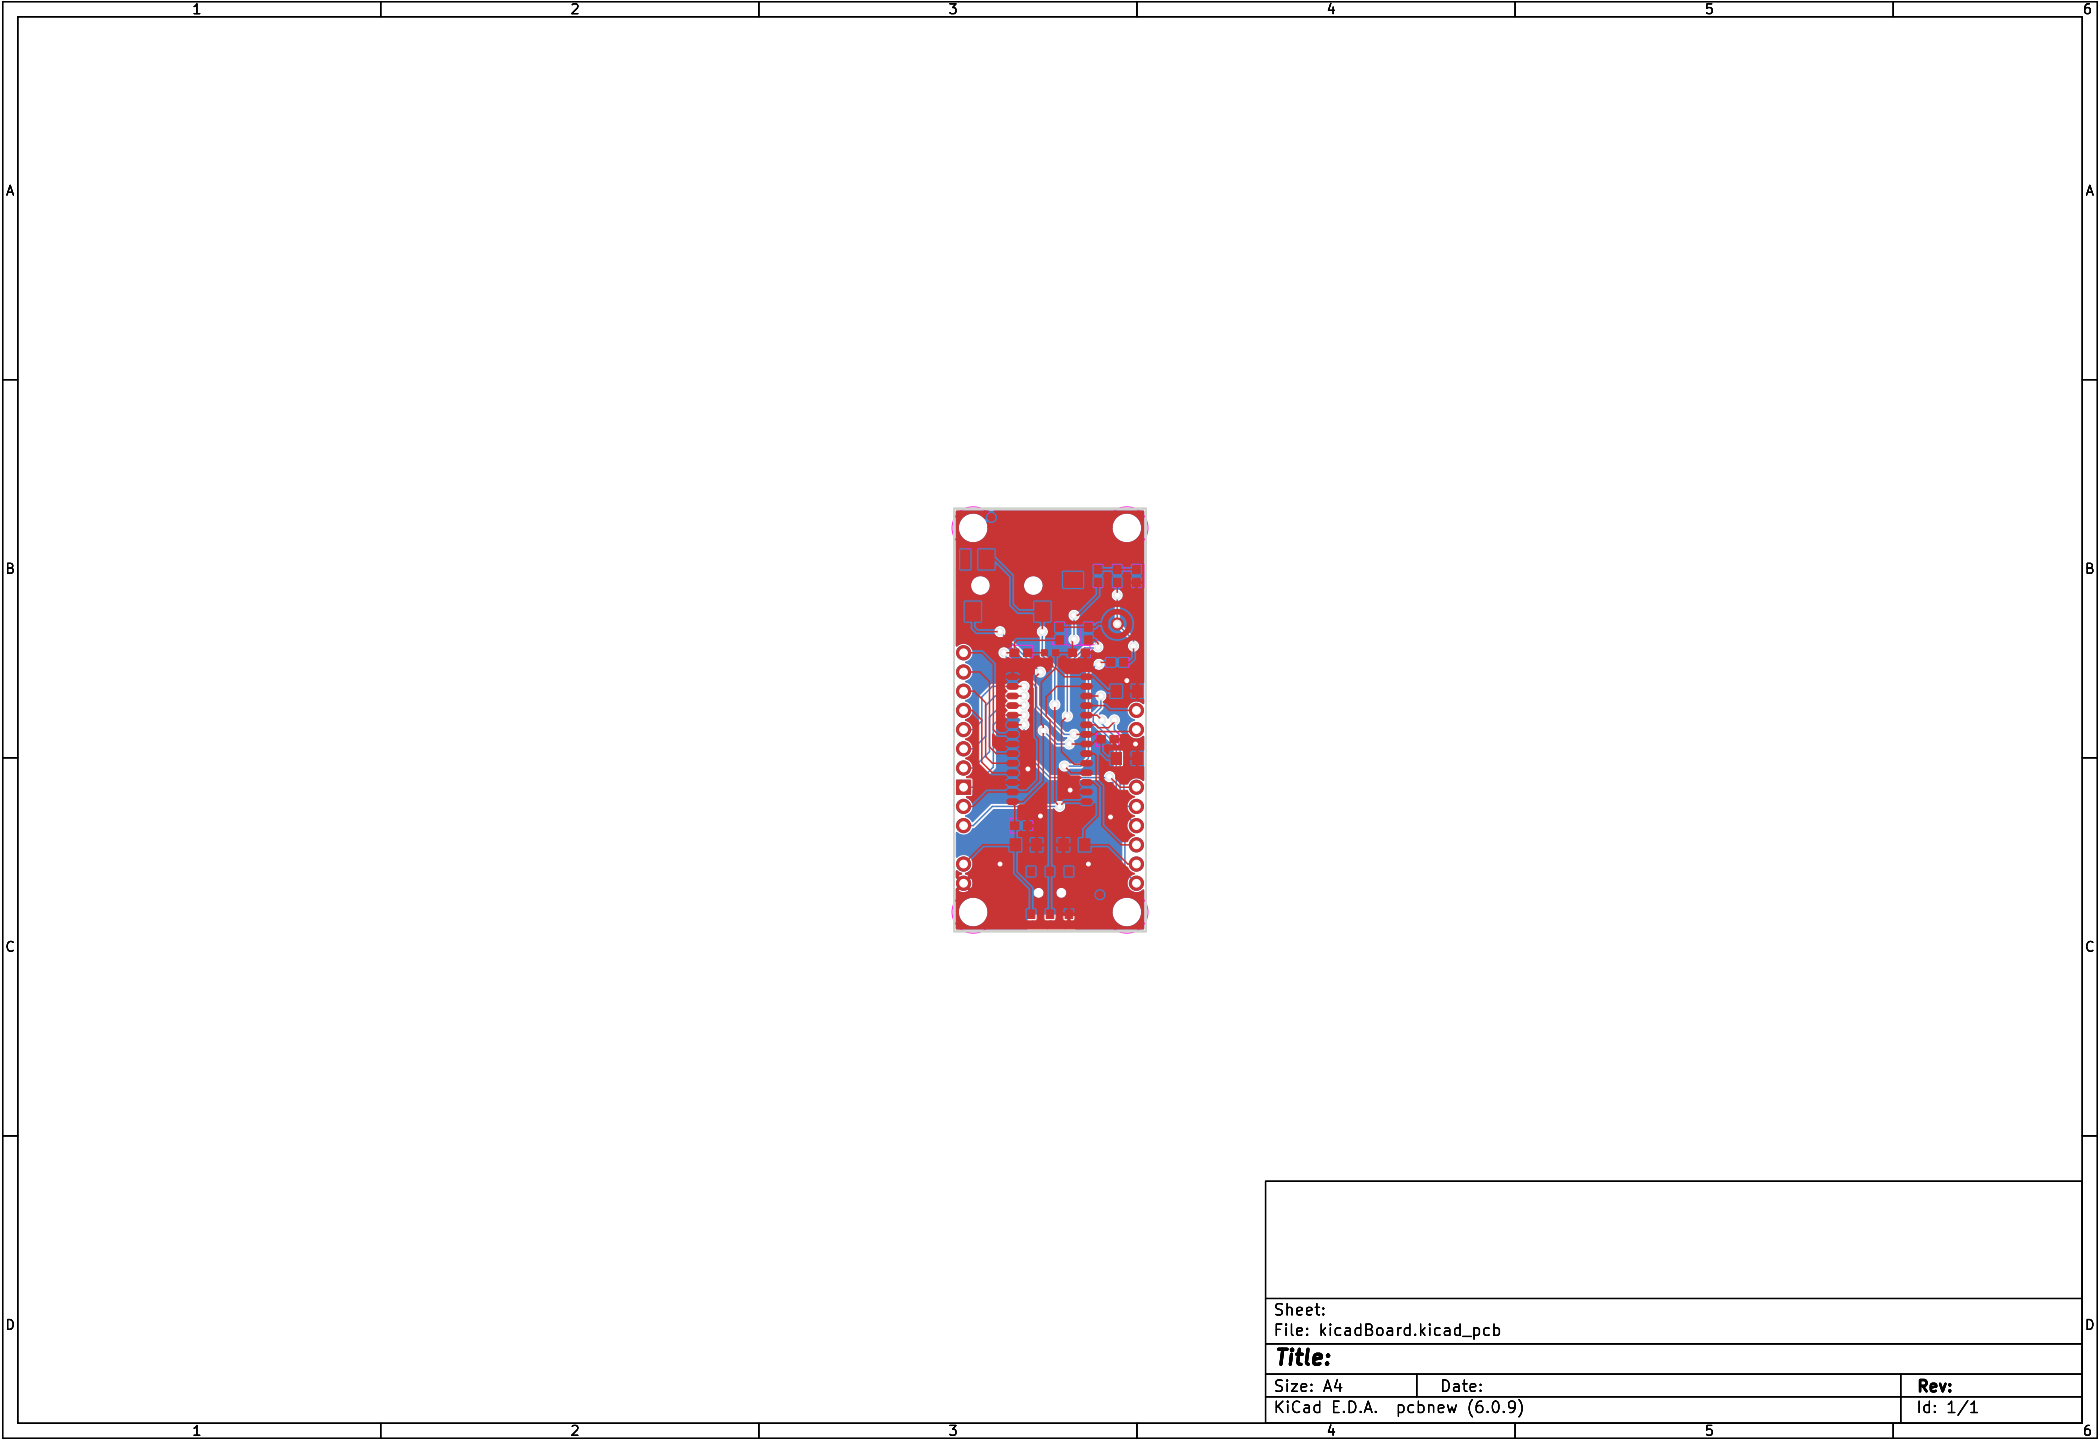 1 2 3 4 5 6
A A
B B
C C
D D
Sheet:
File: kicadBoard.kicad_pcb
Title:
Size: A4 Date: Rev:
KiCad E.D.A. pcbnew (6.0.9) Id: 1/1
1 2 3 4 5 6